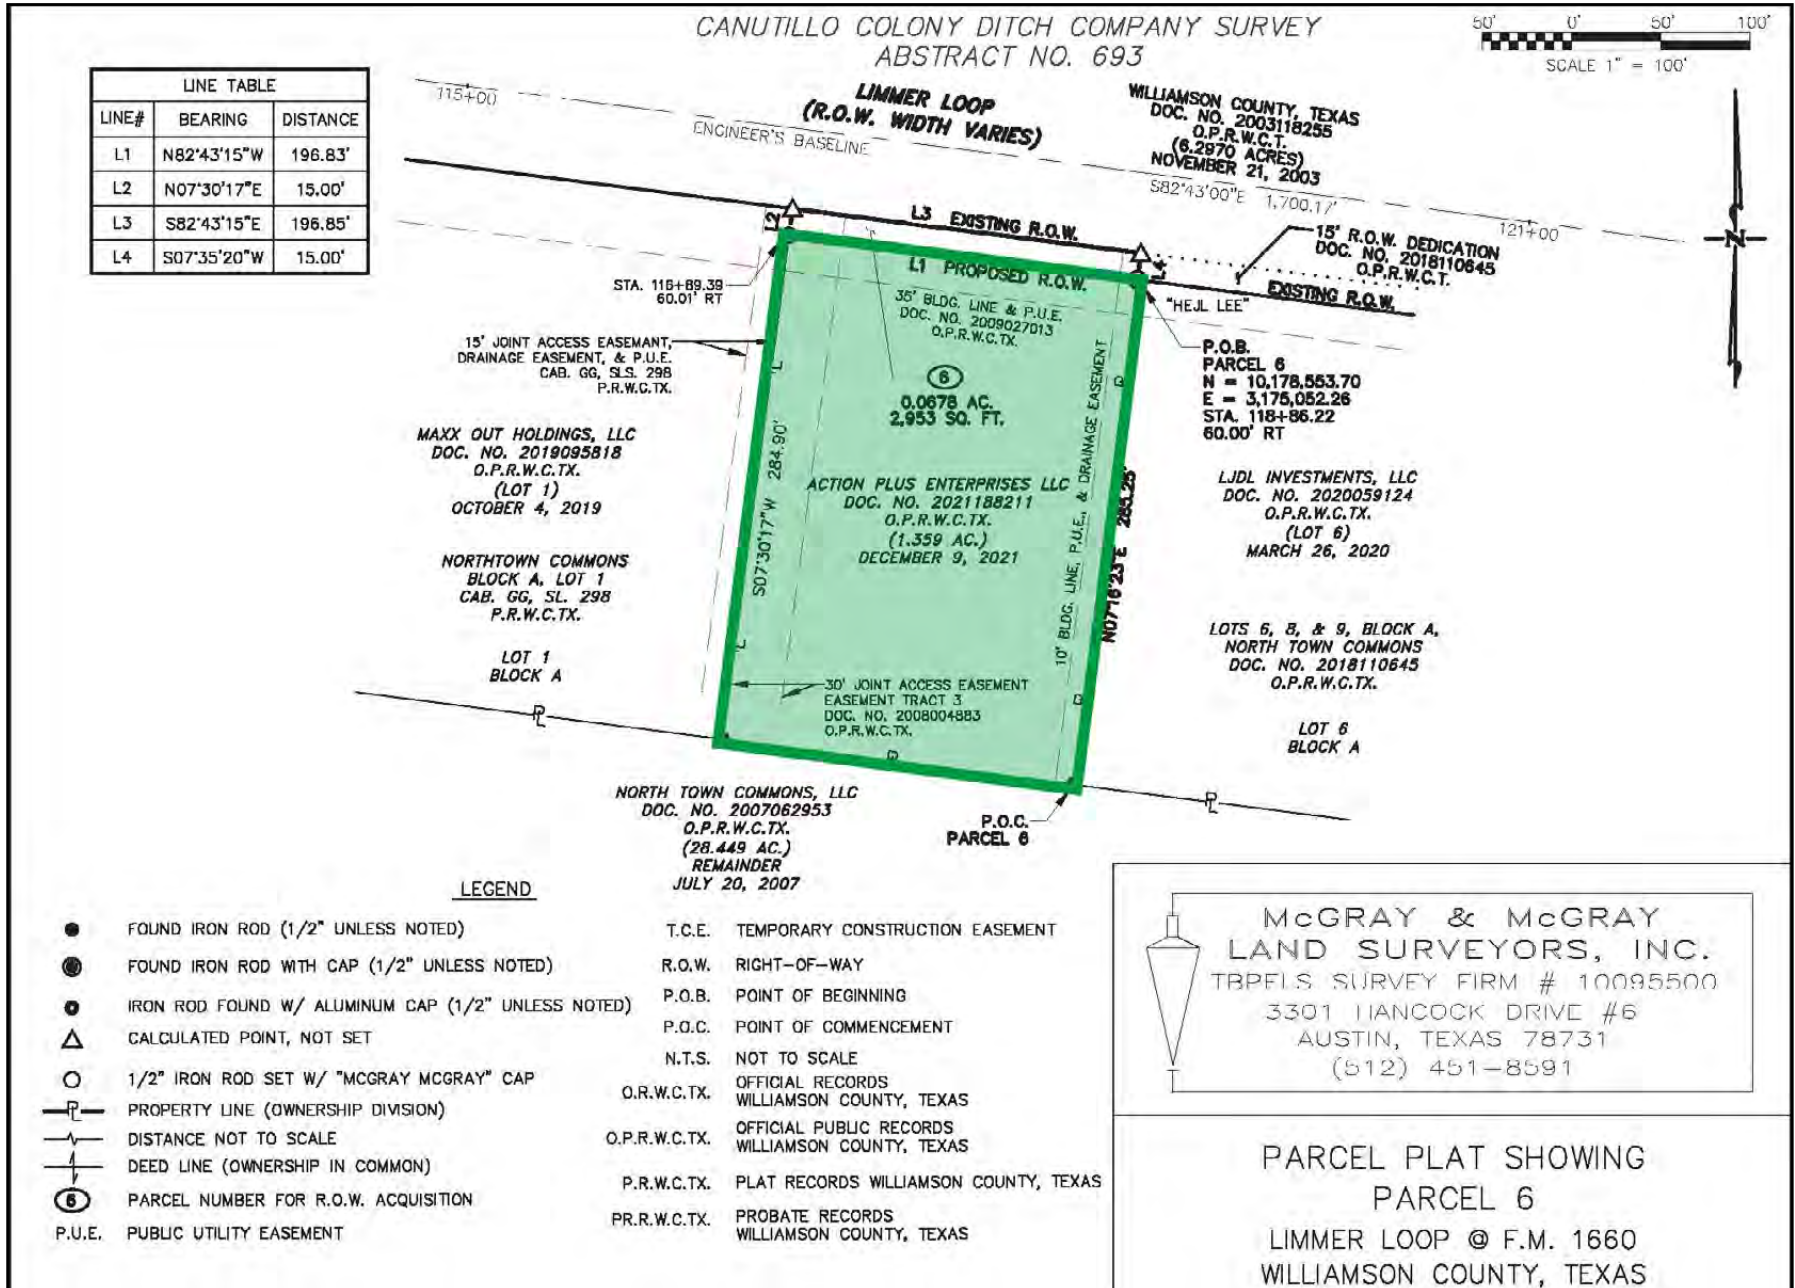 CANUTILLO COLONY DITCH COMPANY SURVEY
ABSTRACT NO. 693
50' 0' 50' 100'
SCALE 1" = 100'
LINE TABLE
LINE# BEARING DISTANCE
L1 N82°43'15"W 196.83'
L2 N07°30'17"E 15.00'
L3 S82°43'15"E 196.85'
L4 S07°35'20"W 15.00'
115+00
ENGINEER'S BASELINE
LIMMER LOOP
(R.O.W. WIDTH VARIES)
WILLIAMSON COUNTY, TEXAS
DOC. NO. 2003118255
O.P.R.W.C.T.
(6.2970 ACRES)
NOVEMBER 21, 2003
S82°43'00"E 1,700.17'
121+00
N
15' R.O.W. DEDICATION
DOC. NO. 2018110645
O.P.R.W.C.T.
EXISTING R.O.W.
L2
L3 EXISTING R.O.W.
L4
L1 PROPOSED R.O.W.
"HEJL LEE"
STA. 116+89.39
60.01' RT
35' BLDG. LINE & P.U.E.
DOC. NO. 2009027013
O.P.R.W.C.TX.
15' JOINT ACCESS EASEMANT,
DRAINAGE EASEMENT, & P.U.E.
CAB. GG, SLS. 298
P.R.W.C.TX.
6
0.0678 AC.
2,953 SQ. FT.
P.O.B.
PARCEL 6
N = 10,178,553.70
E = 3,175,052.26
STA. 118+86.22
60.00' RT
MAXX OUT HOLDINGS, LLC
DOC. NO. 2019095818
O.P.R.W.C.TX.
(LOT 1)
OCTOBER 4, 2019
NORTHTOWN COMMONS
BLOCK A, LOT 1
CAB. GG, SL. 298
P.R.W.C.TX.
LOT 1
BLOCK A
S07°30'17"W 284.90'
ACTION PLUS ENTERPRISES LLC
DOC. NO. 2021188211
O.P.R.W.C.TX.
(1.359 AC.)
DECEMBER 9, 2021
10' BLDG. LINE, P.U.E., & DRAINAGE EASEMENT
N07°16'23"E 285.25'
LJDL INVESTMENTS, LLC
DOC. NO. 2020059124
O.P.R.W.C.TX.
(LOT 6)
MARCH 26, 2020
LOTS 6, 8, & 9, BLOCK A,
NORTH TOWN COMMONS
DOC. NO. 2018110645
O.P.R.W.C.TX.
LOT 6
BLOCK A
30' JOINT ACCESS EASEMENT
EASEMENT TRACT 3
DOC. NO. 2008004883
O.P.R.W.C.TX.
NORTH TOWN COMMONS, LLC
DOC. NO. 2007062953
O.P.R.W.C.TX.
(28.449 AC.)
REMAINDER
JULY 20, 2007
P.O.C.
PARCEL 6
LEGEND
FOUND IRON ROD (1/2" UNLESS NOTED)
FOUND IRON ROD WITH CAP (1/2" UNLESS NOTED)
IRON ROD FOUND W/ ALUMINUM CAP (1/2" UNLESS NOTED)
CALCULATED POINT, NOT SET
1/2" IRON ROD SET W/ "MCGRAY MCGRAY" CAP
PROPERTY LINE (OWNERSHIP DIVISION)
DISTANCE NOT TO SCALE
DEED LINE (OWNERSHIP IN COMMON)
6 PARCEL NUMBER FOR R.O.W. ACQUISITION
P.U.E. PUBLIC UTILITY EASEMENT
T.C.E. TEMPORARY CONSTRUCTION EASEMENT
R.O.W. RIGHT-OF-WAY
P.O.B. POINT OF BEGINNING
P.O.C. POINT OF COMMENCEMENT
N.T.S. NOT TO SCALE
O.R.W.C.TX. OFFICIAL RECORDS
WILLIAMSON COUNTY, TEXAS
O.P.R.W.C.TX. OFFICIAL PUBLIC RECORDS
WILLIAMSON COUNTY, TEXAS
P.R.W.C.TX. PLAT RECORDS WILLIAMSON COUNTY, TEXAS
PR.R.W.C.TX. PROBATE RECORDS
WILLIAMSON COUNTY, TEXAS
McGRAY & McGRAY
LAND SURVEYORS, INC.
TBPELS SURVEY FIRM # 10095500
3301 HANCOCK DRIVE #6
AUSTIN, TEXAS 78731
(512) 451-8591
PARCEL PLAT SHOWING
PARCEL 6
LIMMER LOOP @ F.M. 1660
WILLIAMSON COUNTY, TEXAS